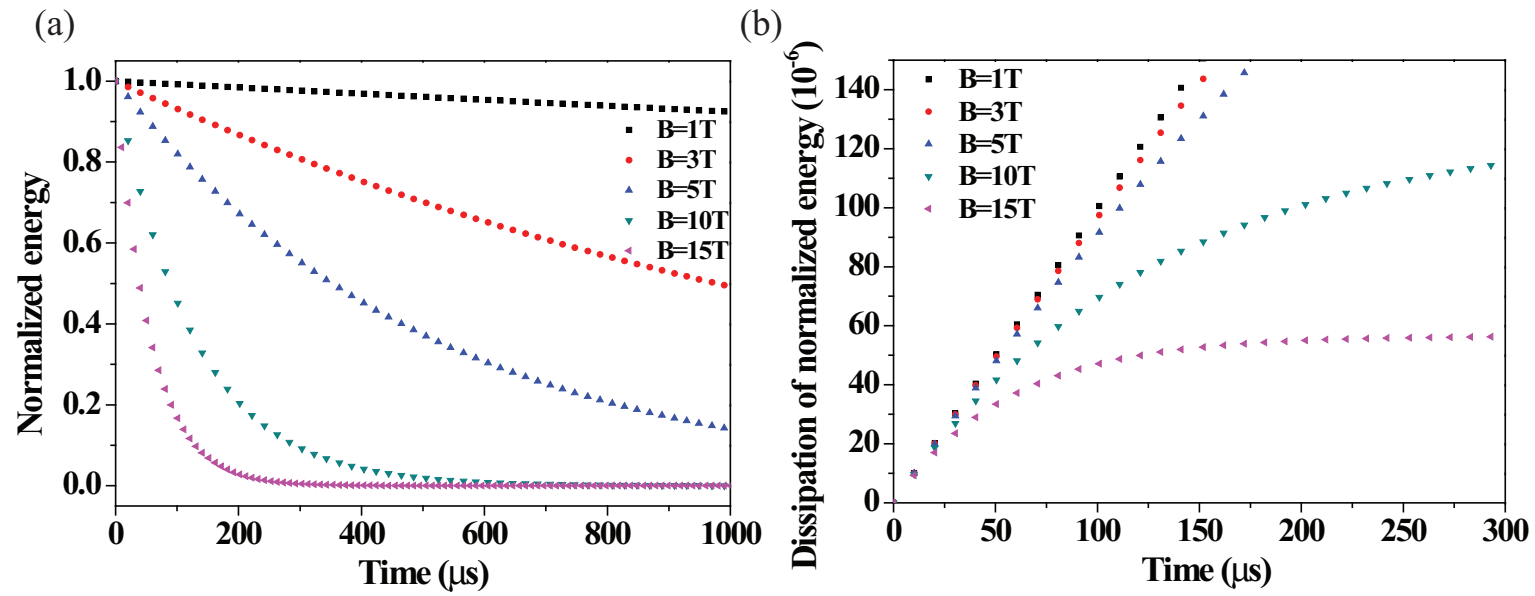 (a)
Normalized energy
1.0
0.8
0.6
0.4
0.2
0.0
B=1T
B=3T
B=5T
B=10T
B=15T
0 200 400 600 800 1000
Time (μs)
(b)
Dissipation of normalized energy (10⁻⁶)
140
120
100
80
60
40
20
0
B=1T
B=3T
B=5T
B=10T
B=15T
0 50 100 150 200 250 300
Time (μs)